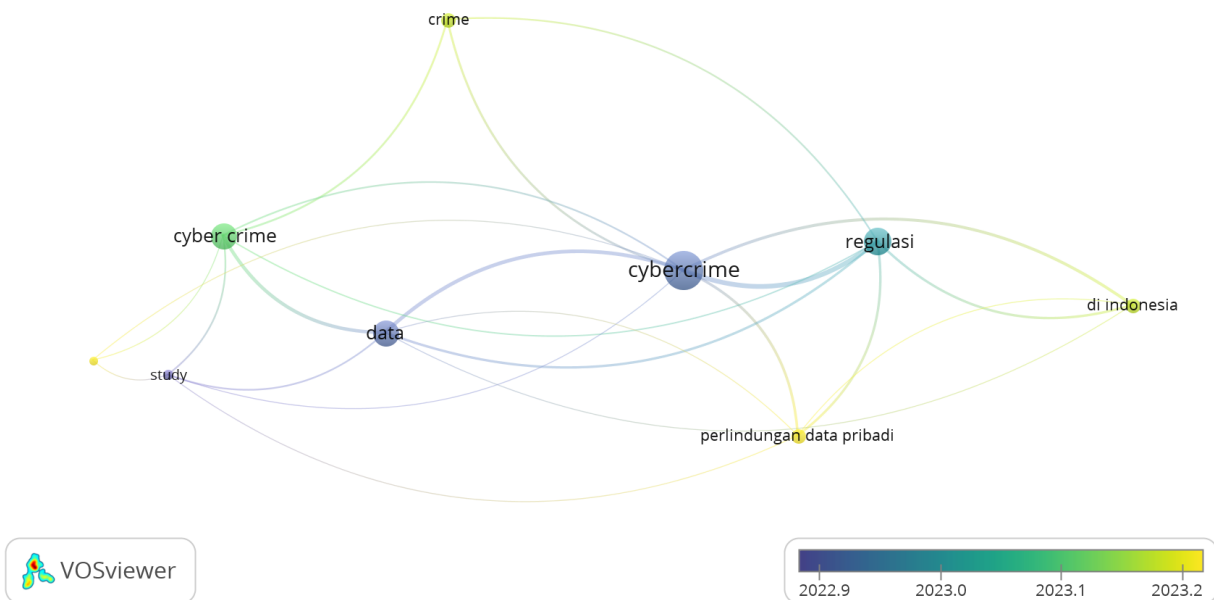 crime
cyber crime
cybercrime
regulasi
di indonesia
data
study
perlindungan data pribadi
VOSviewer
2022.9
2023.0
2023.1
2023.2